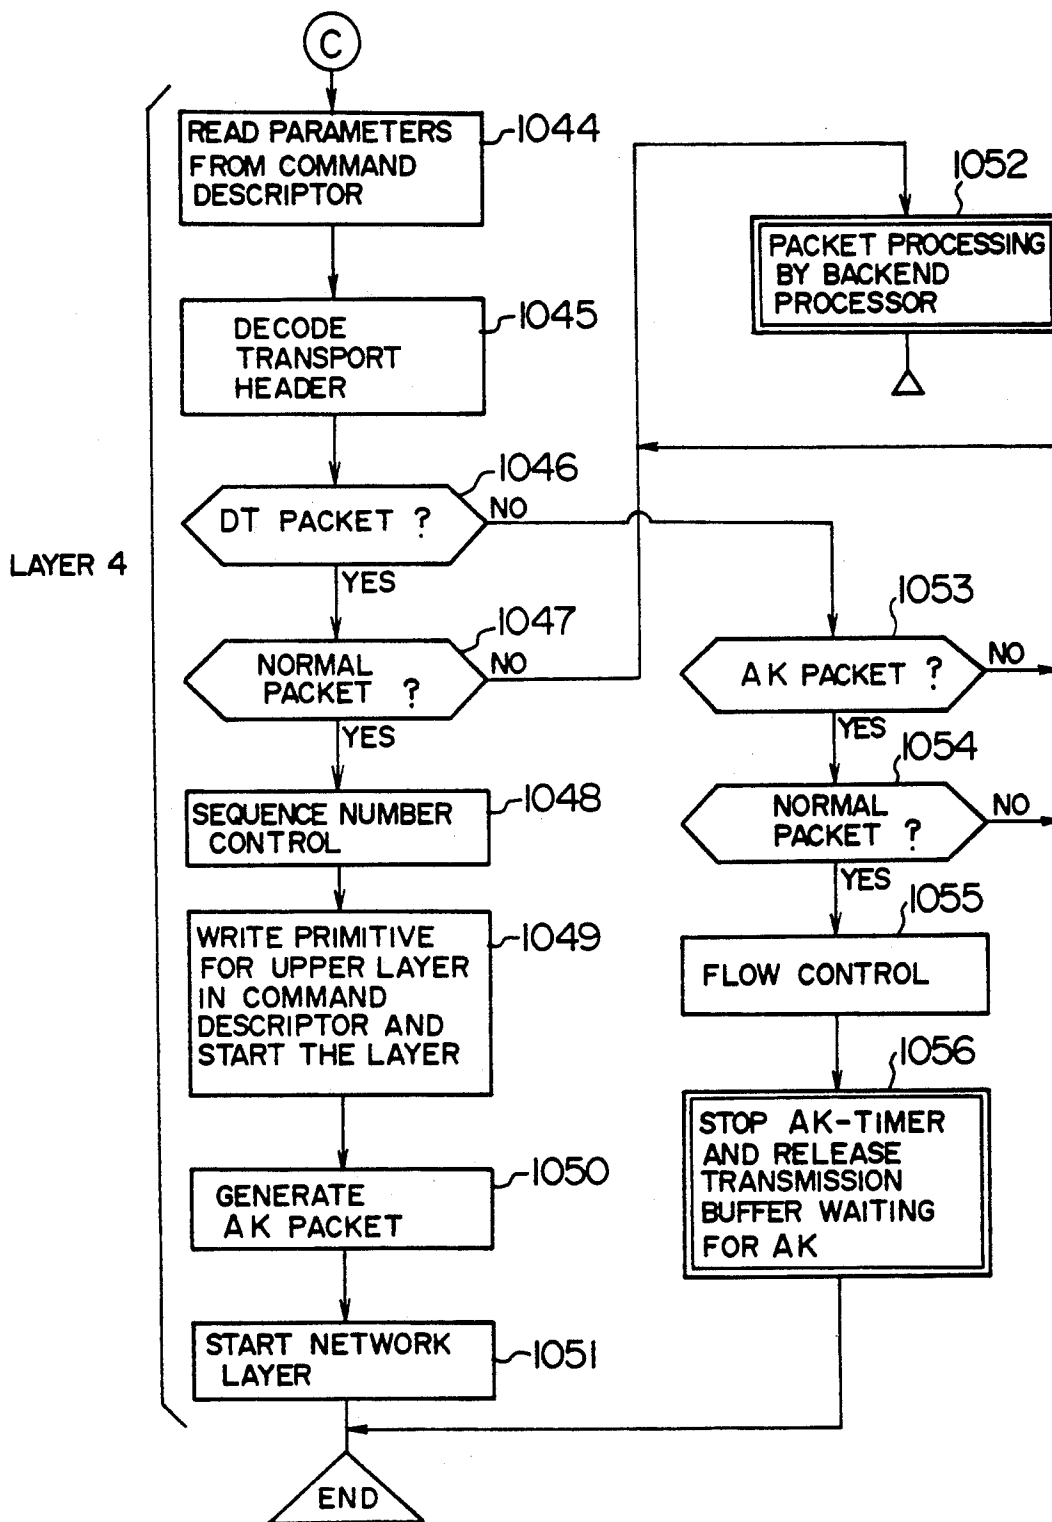 C
LAYER 4
READ PARAMETERS
FROM COMMAND
DESCRIPTOR
1044
DECODE
TRANSPORT
HEADER
1045
DT PACKET ?
1046
NO
YES
NORMAL
PACKET ?
1047
NO
YES
SEQUENCE NUMBER
CONTROL
1048
WRITE PRIMITIVE
FOR UPPER LAYER
IN COMMAND
DESCRIPTOR AND
START THE LAYER
1049
GENERATE
AK PACKET
1050
START NETWORK
LAYER
1051
END
1052
PACKET PROCESSING
BY BACKEND
PROCESSOR
1053
AK PACKET ?
NO
YES
1054
NORMAL
PACKET ?
NO
YES
1055
FLOW CONTROL
1056
STOP AK-TIMER
AND RELEASE
TRANSMISSION
BUFFER WAITING
FOR AK